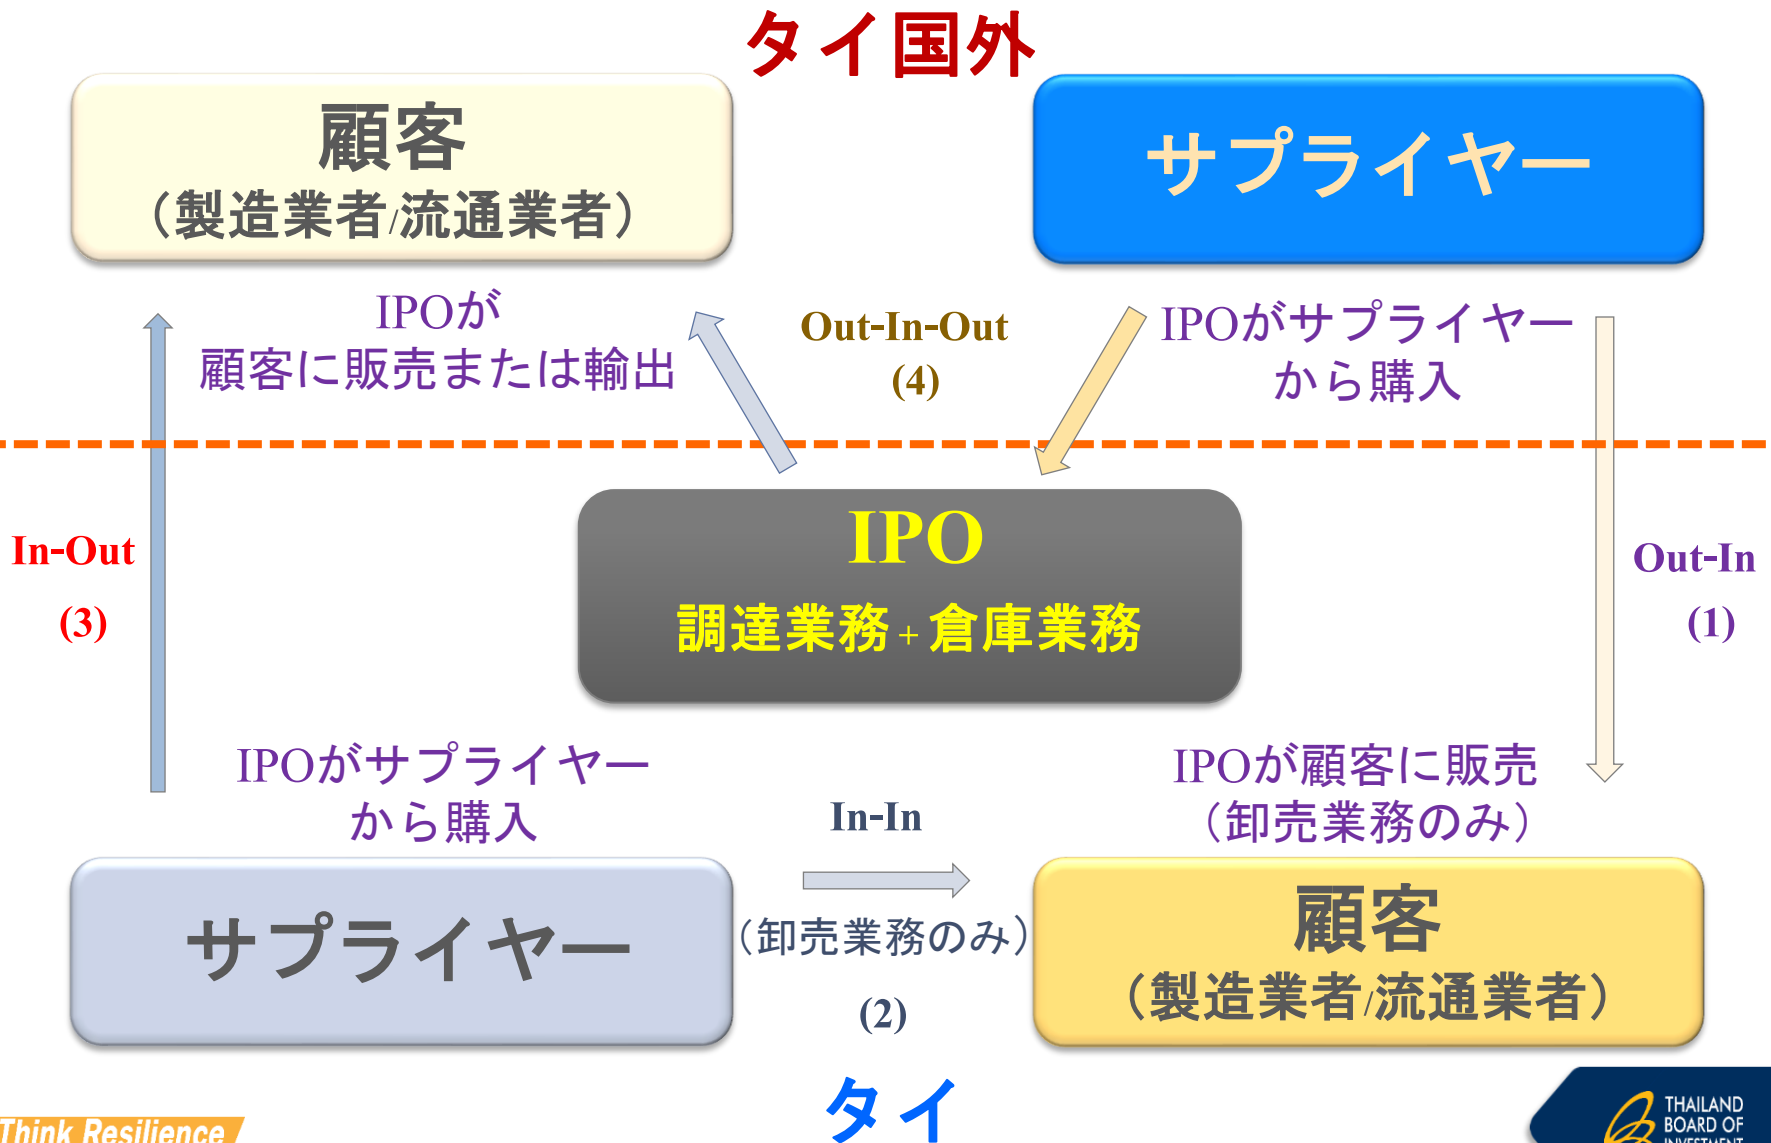 タイ国外
顧客
（製造業者/流通業者）
サプライヤー
IPOが
顧客に販売または輸出
Out-In-Out
(4)
IPOがサプライヤー
から購入
In-Out
(3)
IPO
調達業務 + 倉庫業務
Out-In
(1)
IPOがサプライヤー
から購入
In-In
IPOが顧客に販売
（卸売業務のみ）
サプライヤー
（卸売業務のみ）
(2)
顧客
（製造業者/流通業者）
タイ
Think Resilience
THAILAND
BOARD OF
INVESTMENT